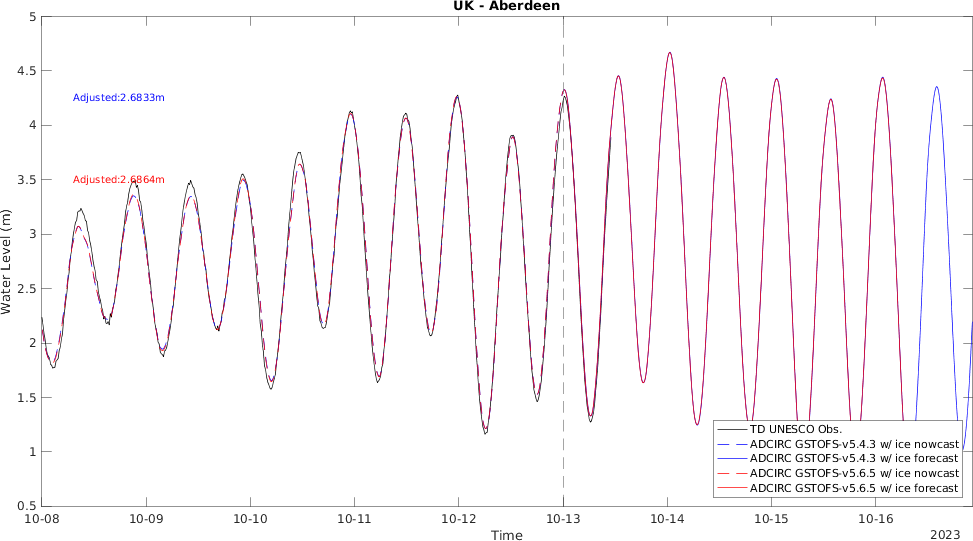 UK - Aberdeen
5
4.5
4
3.5
3
2.5
2
1.5
1
0.5
Water Level (m)
Adjusted:2.6833m
Adjusted:2.6864m
TD UNESCO Obs.
ADCIRC GSTOFS-v5.4.3 w/ ice nowcast
ADCIRC GSTOFS-v5.4.3 w/ ice forecast
ADCIRC GSTOFS-v5.6.5 w/ ice nowcast
ADCIRC GSTOFS-v5.6.5 w/ ice forecast
10-08 10-09 10-10 10-11 10-12 10-13 10-14 10-15 10-16
Time
2023